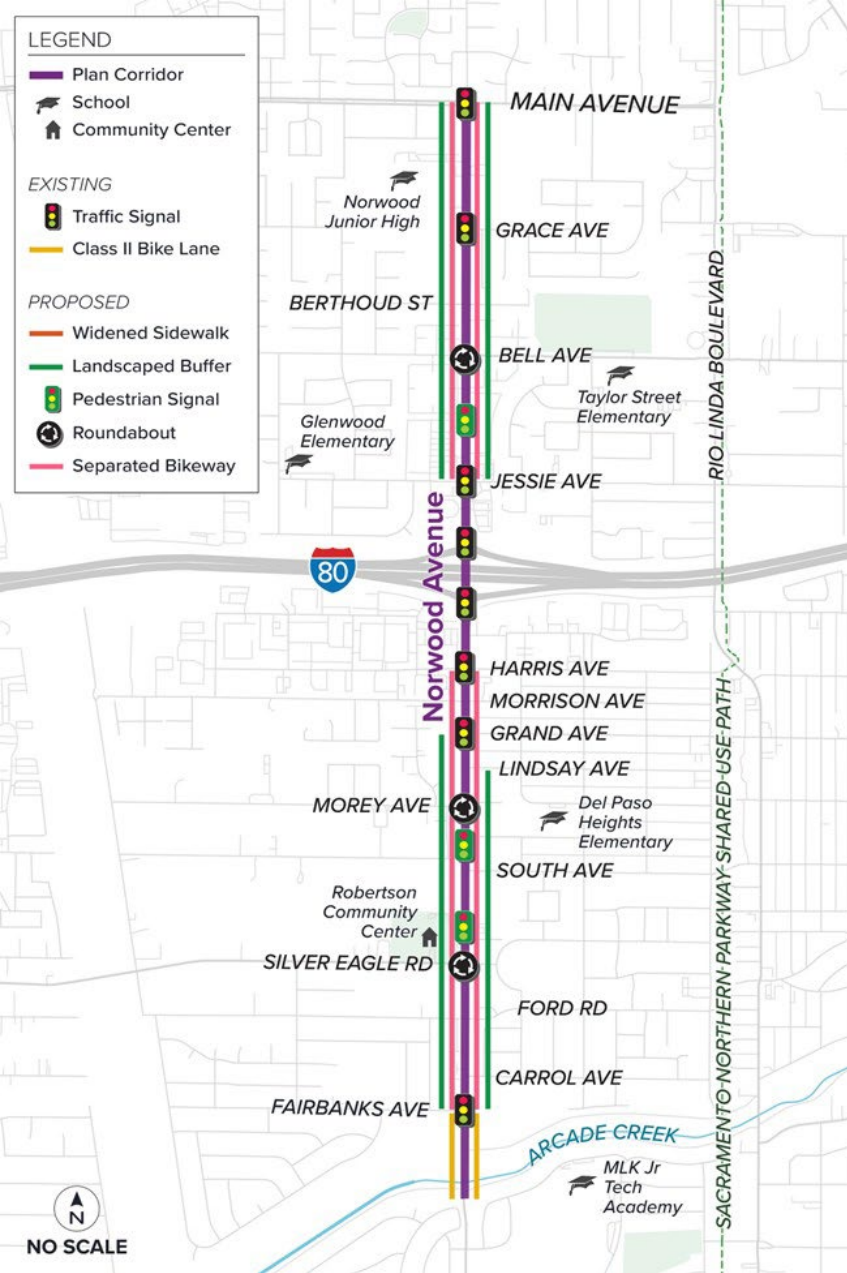 LEGEND
Plan Corridor
School
Community Center
EXISTING
Traffic Signal
Class II Bike Lane
PROPOSED
Widened Sidewalk
Landscaped Buffer
Pedestrian Signal
Roundabout
Separated Bikeway
MAIN AVENUE
Norwood
Junior High
GRACE AVE
BERTHOUD ST
BELL AVE
Taylor Street
Elementary
Glenwood
Elementary
JESSIE AVE
RIO LINDA BOULEVARD
Norwood Avenue
80
HARRIS AVE
MORRISON AVE
GRAND AVE
LINDSAY AVE
MOREY AVE
Del Paso
Heights
Elementary
SOUTH AVE
Robertson
Community
Center
SILVER EAGLE RD
FORD RD
CARROL AVE
FAIRBANKS AVE
ARCADE CREEK
MLK Jr
Tech
Academy
SACRAMENTO NORTHERN PARKWAY SHARED USE PATH
N
NO SCALE